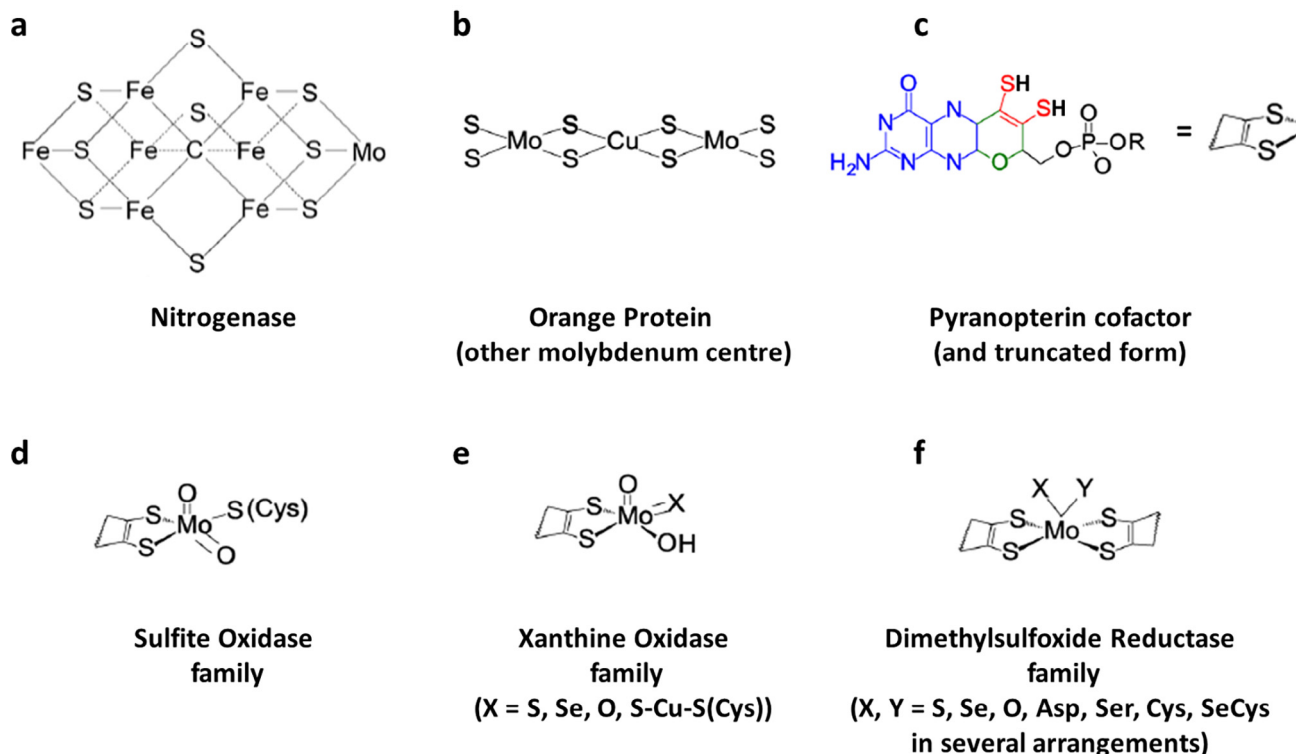 a
S
S Fe Fe S
S
Fe S Fe C Fe S Mo
S Fe Fe S
S
Nitrogenase
b
S S S S
Mo Cu Mo
S S S S
Orange Protein
(other molybdenum centre)
c
O SH
N N SH
HN O
H₂N N N O O P OR = S
O S
Pyranopterin cofactor
(and truncated form)
d
O
S S(Cys)
Mo
S O
Sulfite Oxidase
family
e
O
S X
Mo
S OH
Xanthine Oxidase
family
(X = S, Se, O, S-Cu-S(Cys))
f
X Y
S S
Mo
S S
Dimethylsulfoxide Reductase
family
(X, Y = S, Se, O, Asp, Ser, Cys, SeCys
in several arrangements)